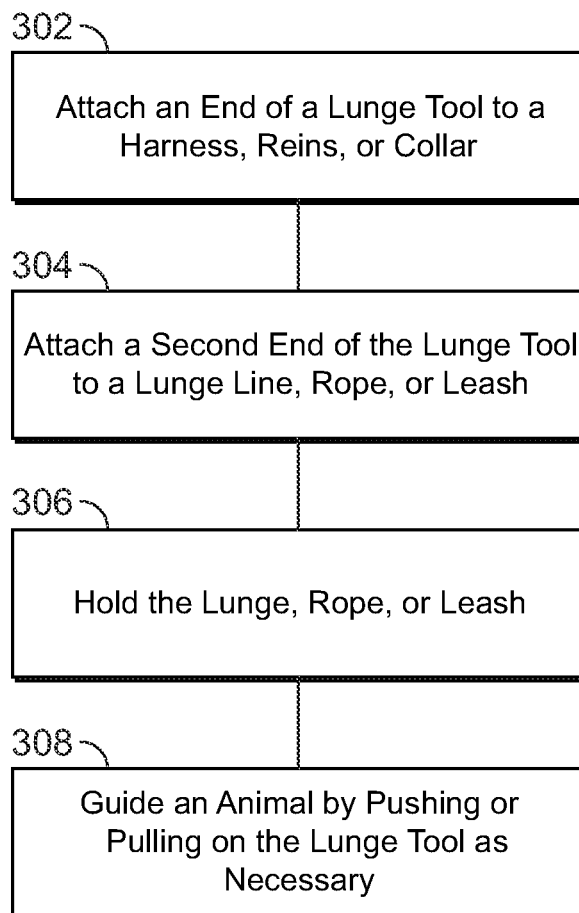 302
Attach an End of a Lunge Tool to a
Harness, Reins, or Collar
304
Attach a Second End of the Lunge Tool
to a Lunge Line, Rope, or Leash
306
Hold the Lunge, Rope, or Leash
308
Guide an Animal by Pushing or
Pulling on the Lunge Tool as
Necessary